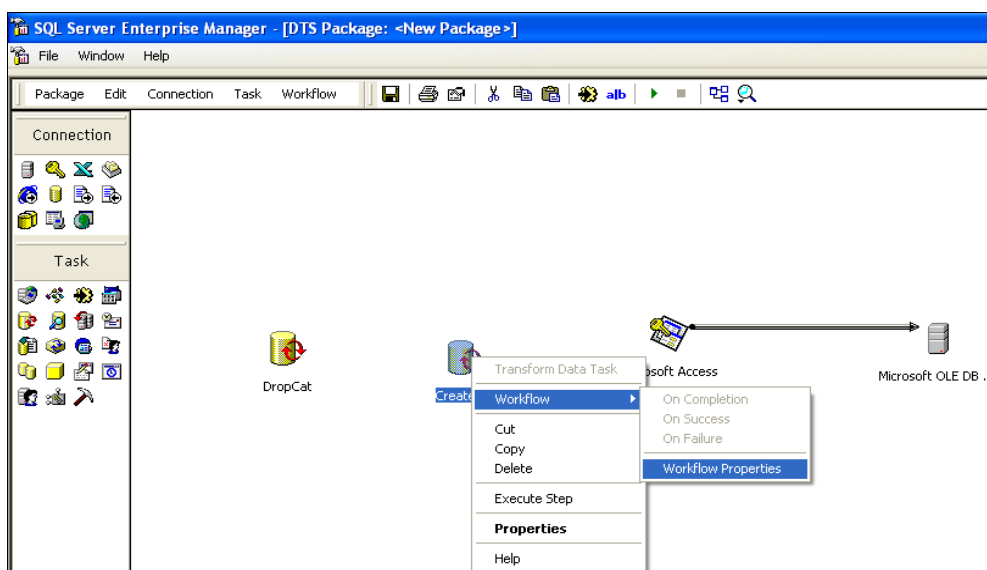 SQL Server Enterprise Manager - [DTS Package: <New Package>]
File Window Help
Package Edit Connection Task Workflow alb
Connection
Task
DropCat
Create
Microsoft OLE DB .
Transform Data Task
Workflow
Cut
Copy
Delete
Execute Step
Properties
Help
osoft Access
On Completion
On Success
On Failure
Workflow Properties